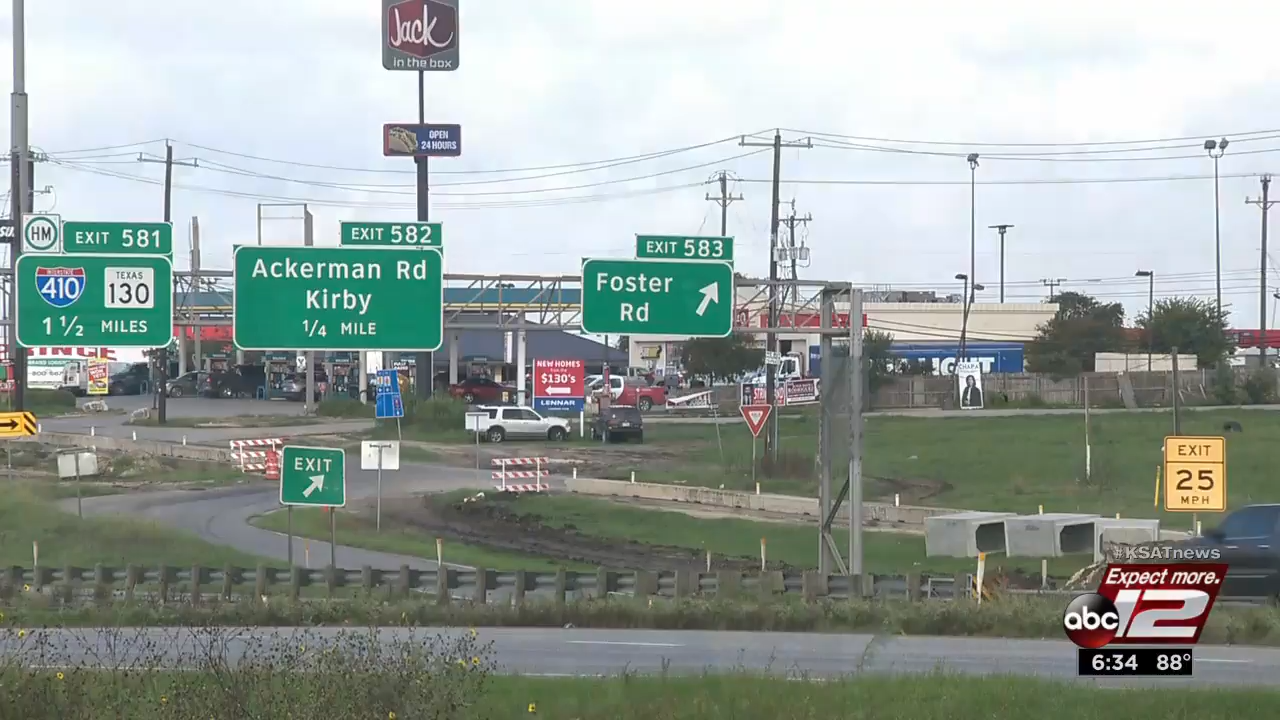 Jack
in the box
OPEN
24 HOURS
HM
EXIT 581
INTERSTATE
410
TEXAS
130
1 1/2 MILES
EXIT 582
Ackerman Rd
Kirby
1/4 MILE
EXIT 583
Foster
Rd
NEW HOMES
from the
$130's
LENNAR
CHAPA
EXIT
EXIT
25
MPH
#KSATnews
Expect more.
abc
12
6:34 88°